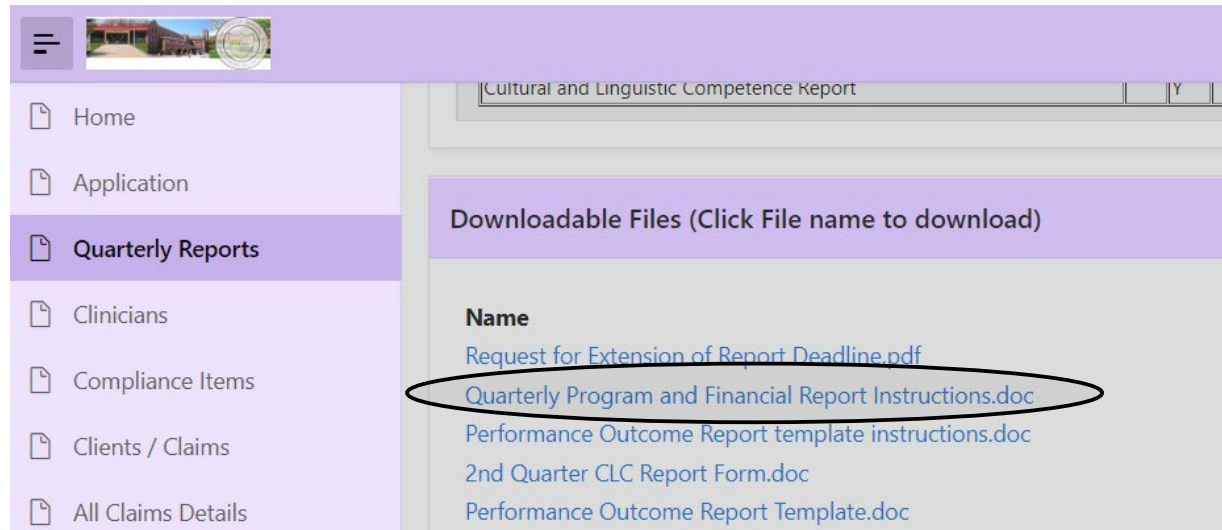 Cultural and Linguistic Competence Report Y
Home
Application
Quarterly Reports
Clinicians
Compliance Items
Clients / Claims
All Claims Details
Downloadable Files (Click File name to download)
Name
Request for Extension of Report Deadline.pdf
Quarterly Program and Financial Report Instructions.doc
Performance Outcome Report template instructions.doc
2nd Quarter CLC Report Form.doc
Performance Outcome Report Template.doc